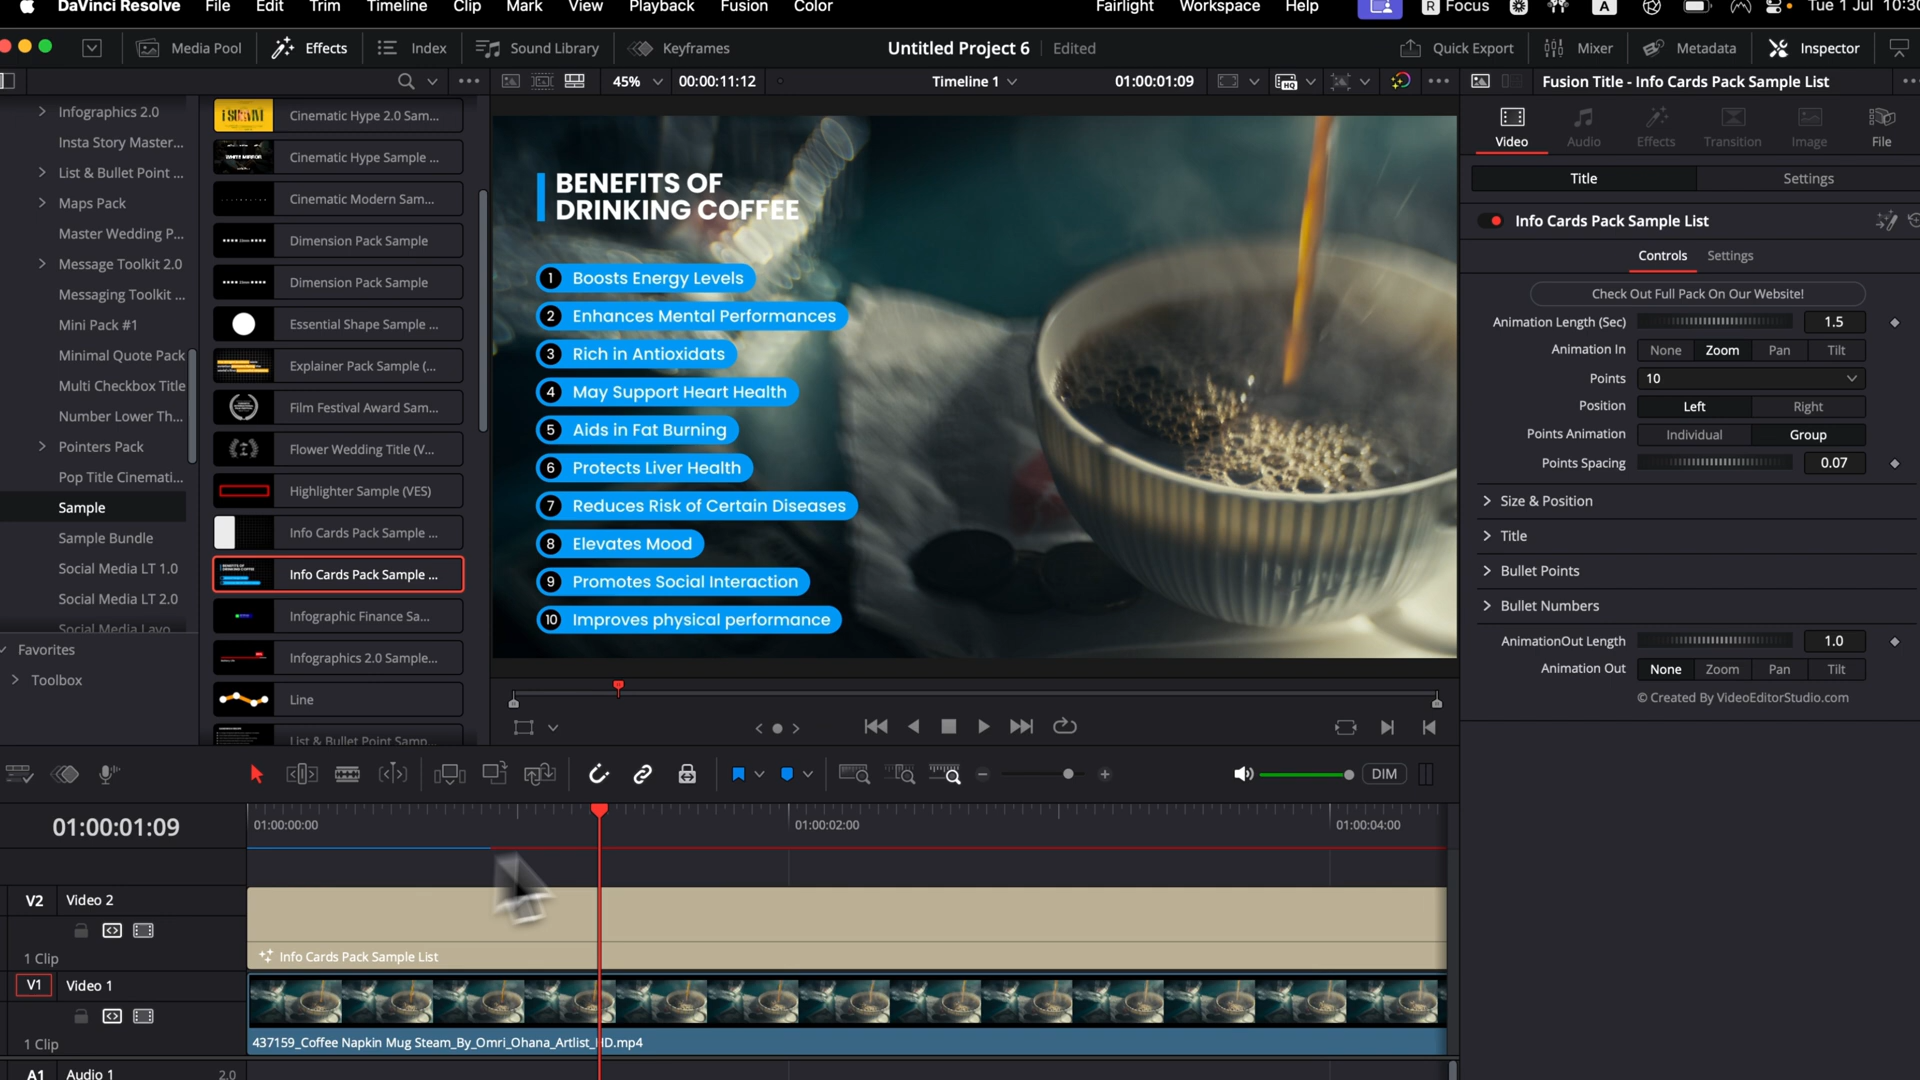 DaVinci Resolve File Edit Trim Timeline Clip Mark View Playback Fusion Color Fairlight Workspace Help R Focus A Tue 1 Jul 10:30
Media Pool Effects Index Sound Library Keyframes Untitled Project 6 Edited Quick Export Mixer Metadata Inspector
45% 00:00:11:12 Timeline 1 01:00:01:09 HQ Fusion Title - Info Cards Pack Sample List
Infographics 2.0
Insta Story Master...
List & Bullet Point ...
Maps Pack
Master Wedding P...
Message Toolkit 2.0
Messaging Toolkit ...
Mini Pack #1
Minimal Quote Pack
Multi Checkbox Title
Number Lower Th...
Pointers Pack
Pop Title Cinemati...
Sample
Sample Bundle
Social Media LT 1.0
Social Media LT 2.0
Social Media Layo
Favorites
Toolbox
Cinematic Hype 2.0 Sam...
WHITE MIRROR
Cinematic Hype Sample ...
Cinematic Modern Sam...
Dimension Pack Sample
Dimension Pack Sample
Essential Shape Sample ...
Explainer Pack Sample (...
Film Festival Award Sam...
Flower Wedding Title (V...
Highlighter Sample (VES)
Info Cards Pack Sample ...
BENEFITS OF
DRINKING COFFEE
Info Cards Pack Sample ...
Infographic Finance Sa...
Infographics 2.0 Sample...
Line
List & Bullet Point Samp...
BENEFITS OF
DRINKING COFFEE
1 Boosts Energy Levels
2 Enhances Mental Performances
3 Rich in Antioxidats
4 May Support Heart Health
5 Aids in Fat Burning
6 Protects Liver Health
7 Reduces Risk of Certain Diseases
8 Elevates Mood
9 Promotes Social Interaction
10 Improves physical performance
Video Audio Effects Transition Image File
Title Settings
Info Cards Pack Sample List
Controls Settings
Check Out Full Pack On Our Website!
Animation Length (Sec) 1.5
Animation In None Zoom Pan Tilt
Points 10
Position Left Right
Points Animation Individual Group
Points Spacing 0.07
Size & Position
Title
Bullet Points
Bullet Numbers
AnimationOut Length 1.0
Animation Out None Zoom Pan Tilt
© Created By VideoEditorStudio.com
DIM
01:00:01:09 01:00:00:00 01:00:02:00 01:00:04:00
V2 Video 2
1 Clip
Info Cards Pack Sample List
V1 Video 1
1 Clip
437159_Coffee Napkin Mug Steam_By_Omri_Ohana_Artlist_HD.mp4
A1 Audio 1 2.0